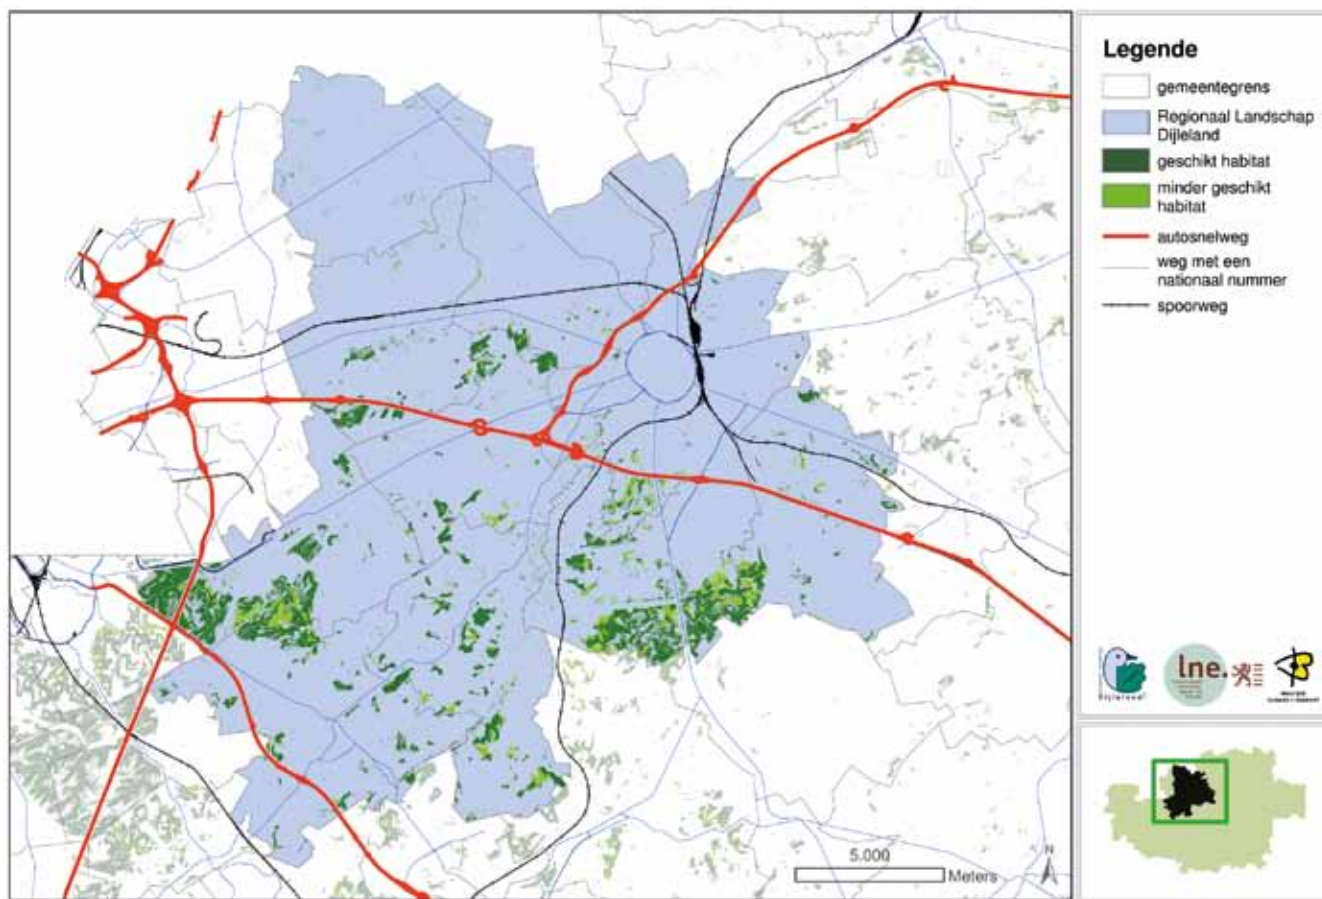 Legende
gemeentegrens
Regionaal Landschap
Dijleland
geschikt habitat
minder geschikt
habitat
autosnelweg
weg met een
nationaal nummer
spoorweg
lne.
N
5.000
Meters